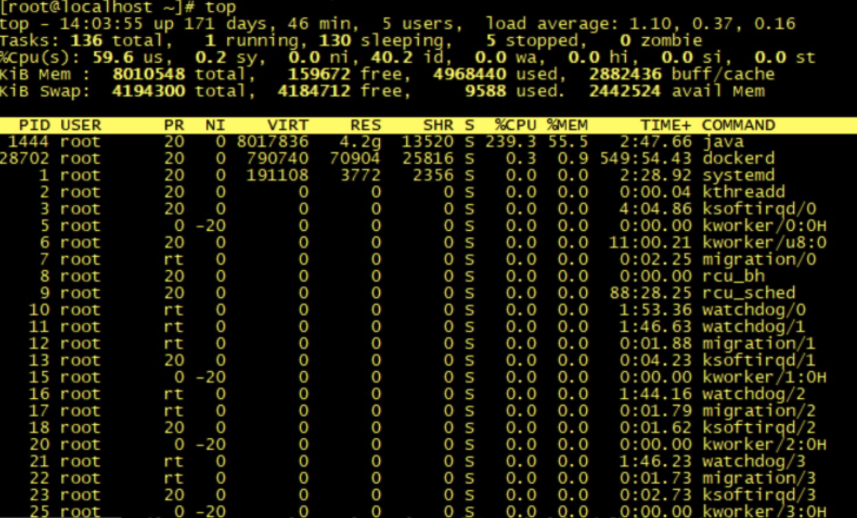 [root@localhost ~]# top
top - 14:03:55 up 171 days, 46 min,  5 users,  load average: 1.10, 0.37, 0.16
Tasks: 136 total,   1 running, 130 sleeping,   5 stopped,   0 zombie
%Cpu(s): 59.6 us,  0.2 sy,  0.0 ni, 40.2 id,  0.0 wa,  0.0 hi,  0.0 si,  0.0 st
KiB Mem :  8010548 total,   159672 free,  4968440 used,  2882436 buff/cache
KiB Swap:  4194300 total,  4184712 free,     9588 used.  2442524 avail Mem
PID USER      PR  NI    VIRT    RES    SHR S  %CPU %MEM     TIME+ COMMAND
1444 root      20   0 8017836   4.2g  13520 S 239.3 55.5   2:47.66 java
28702 root      20   0  790740  70904  25816 S   0.3  0.9 549:54.43 dockerd
1 root      20   0  191108   3772   2356 S   0.0  0.0   2:28.92 systemd
2 root      20   0       0      0      0 S   0.0  0.0   0:00.04 kthreadd
3 root      20   0       0      0      0 S   0.0  0.0   4:04.86 ksoftirqd/0
5 root       0 -20       0      0      0 S   0.0  0.0   0:00.00 kworker/0:0H
6 root      20   0       0      0      0 S   0.0  0.0  11:00.21 kworker/u8:0
7 root      rt   0       0      0      0 S   0.0  0.0   0:02.25 migration/0
8 root      20   0       0      0      0 S   0.0  0.0   0:00.00 rcu_bh
9 root      20   0       0      0      0 S   0.0  0.0  88:28.25 rcu_sched
10 root      rt   0       0      0      0 S   0.0  0.0   1:53.36 watchdog/0
11 root      rt   0       0      0      0 S   0.0  0.0   1:46.63 watchdog/1
12 root      rt   0       0      0      0 S   0.0  0.0   0:01.88 migration/1
13 root      20   0       0      0      0 S   0.0  0.0   0:04.23 ksoftirqd/1
15 root       0 -20       0      0      0 S   0.0  0.0   0:00.00 kworker/1:0H
16 root      rt   0       0      0      0 S   0.0  0.0   1:44.16 watchdog/2
17 root      rt   0       0      0      0 S   0.0  0.0   0:01.79 migration/2
18 root      20   0       0      0      0 S   0.0  0.0   0:01.62 ksoftirqd/2
20 root       0 -20       0      0      0 S   0.0  0.0   0:00.00 kworker/2:0H
21 root      rt   0       0      0      0 S   0.0  0.0   1:46.23 watchdog/3
22 root      rt   0       0      0      0 S   0.0  0.0   0:01.73 migration/3
23 root      20   0       0      0      0 S   0.0  0.0   0:02.73 ksoftirqd/3
25 root       0 -20       0      0      0 S   0.0  0.0   0:00.00 kworker/3:0H